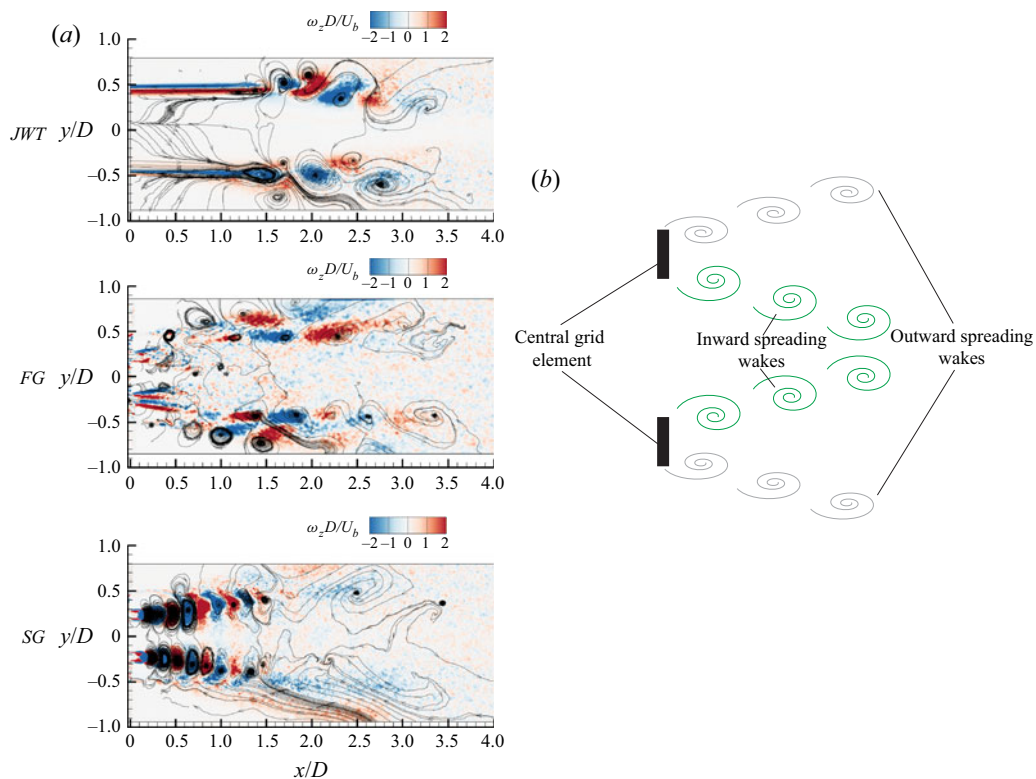 (a)
ω_z D/U_b
−2 −1 0 1 2
1.0
0.5
JWT y/D 0
−0.5
−1.0
0 0.5 1.0 1.5 2.0 2.5 3.0 3.5 4.0
ω_z D/U_b
−2 −1 0 1 2
1.0
0.5
FG y/D 0
−0.5
−1.0
0 0.5 1.0 1.5 2.0 2.5 3.0 3.5 4.0
ω_z D/U_b
−2 −1 0 1 2
1.0
0.5
SG y/D 0
−0.5
−1.0
0 0.5 1.0 1.5 2.0 2.5 3.0 3.5 4.0
x/D
(b)
Central grid
element
Inward spreading
wakes
Outward spreading
wakes